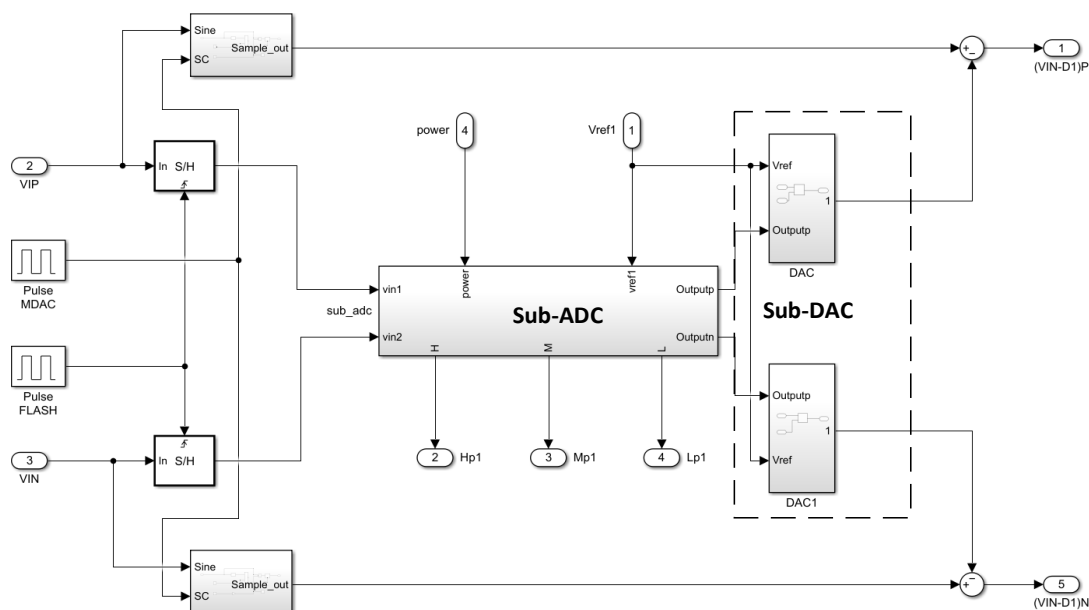 Sine
SC
Sample_out
1
(VIN-D1)P
power
4
Vref1
1
2
VIP
In
S/H
Vref
Outputp
1
DAC
Pulse
MDAC
power
vref1
vin1
vin2
sub_adc
Sub-ADC
Outputp
Outputn
H
M
L
Sub-DAC
Pulse
FLASH
Outputp
Vref
1
DAC1
3
VIN
In
S/H
2
Hp1
3
Mp1
4
Lp1
Sine
SC
Sample_out
5
(VIN-D1)N